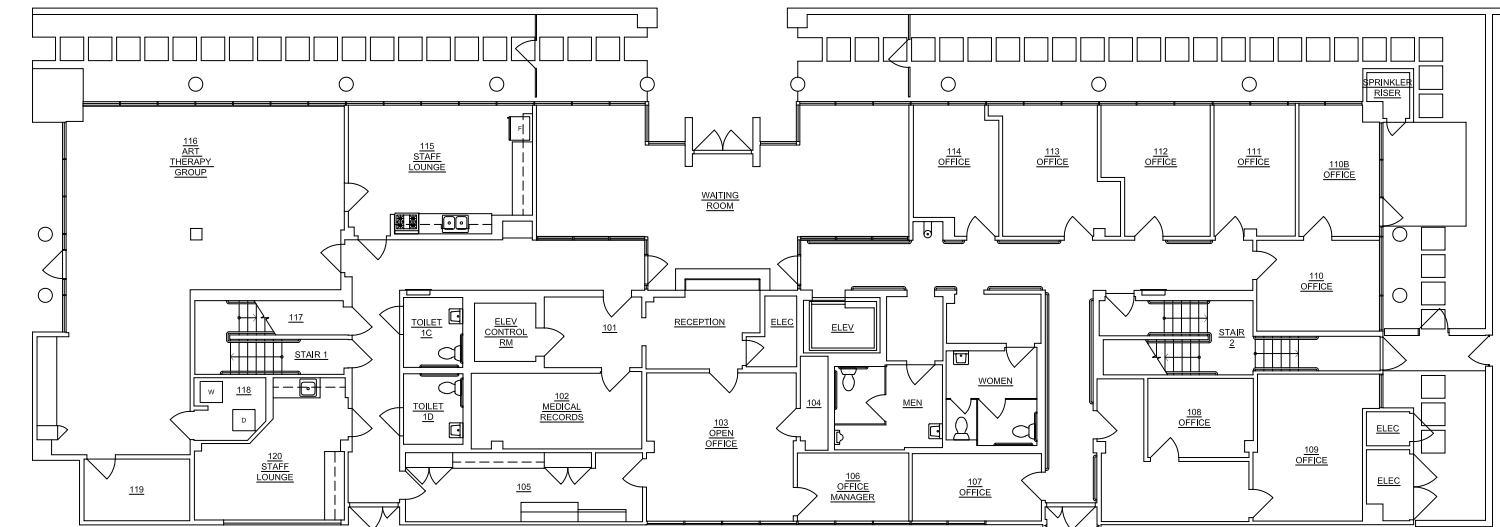 SPRINKLER
RISER
116
ART
THERAPY
GROUP
115
STAFF
LOUNGE
F
WAITING
ROOM
114
OFFICE
113
OFFICE
112
OFFICE
111
OFFICE
110B
OFFICE
110
OFFICE
117
STAIR 1
TOILET
1C
ELEV
CONTROL
RM
101
RECEPTION
ELEC
ELEV
STAIR
2
W
118
D
TOILET
1D
102
MEDICAL
RECORDS
103
OPEN
OFFICE
104
MEN
WOMEN
108
OFFICE
109
OFFICE
ELEC
ELEC
120
STAFF
LOUNGE
119
105
106
OFFICE
MANAGER
107
OFFICE